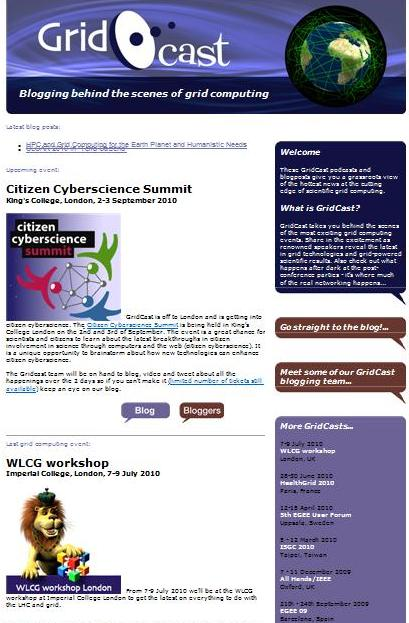 Grid cast
Blogging behind the scenes of grid computing
Latest blog posts:
HPC and Grid Computing for the Earth Planet and Humanistic Needs
Upcoming event:
Citizen Cyberscience Summit
King's College, London, 2-3 September 2010
citizen
cyberscience
summit
GridCast is off to London and is getting into
citizen cyberscience. The Citizen Cyberscience Summit is being held in King's
College London on the 2nd and 3rd of September. The event is a great chance for
scientists and citizens to learn about the latest breakthroughs in citizen
involvement in science through computers and the web (citizen cyberscience). It
is a unique opportunity to brainstorm about how new technologies can enhance
citizen cyberscience.
The Gridcast team will be on hand to blog, video and tweet about all the
happenings over the 2 days so if you can't make it (limited number of tickets still
available) keep an eye on our blog.
Blog
Bloggers
Last grid computing event:
WLCG workshop
Imperial College, London, 7-9 July 2010
WLCG workshop London
From 7-9 July 2010 we'll be at the WLCG
workshop at Imperial College in London to get the latest on everything to do with
the LHC and grid.
Welcome
These GridCast podcasts and
blogposts give you a grassroots view
of the hottest news at the cutting
edge of scientific grid computing.
What is GridCast?
GridCast takes you behind the scenes
of the most exciting grid computing
events. Share in the excitement as
renowned speakers reveal the latest
in grid technologies and grid-powered
scientific results. Also check out what
happens after dark at the post-
conference parties - it's where much
of the real networking happens...
Go straight to the blog!...
Meet some of our GridCast
blogging team...
More GridCasts...
7-9 July 2010
WLCG workshop
London, UK
28-30 June 2010
HealthGrid 2010
Paris, France
12-15 April 2010
5th EGEE User Forum
Uppsala, Sweden
5 - 12 March 2010
ISGC 2010
Taipei, Taiwan
7 - 11 December 2009
All Hands/IEEE
Oxford, UK
21th - 24th September 2009
EGEE 09
Barcelona, Spain